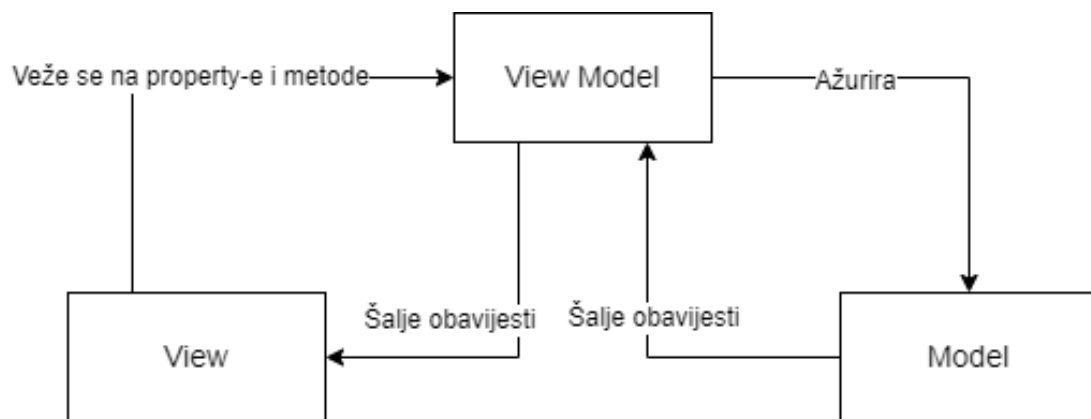 View Model
Veže se na property-e i metode
Ažurira
Šalje obavijesti
Šalje obavijesti
View
Model